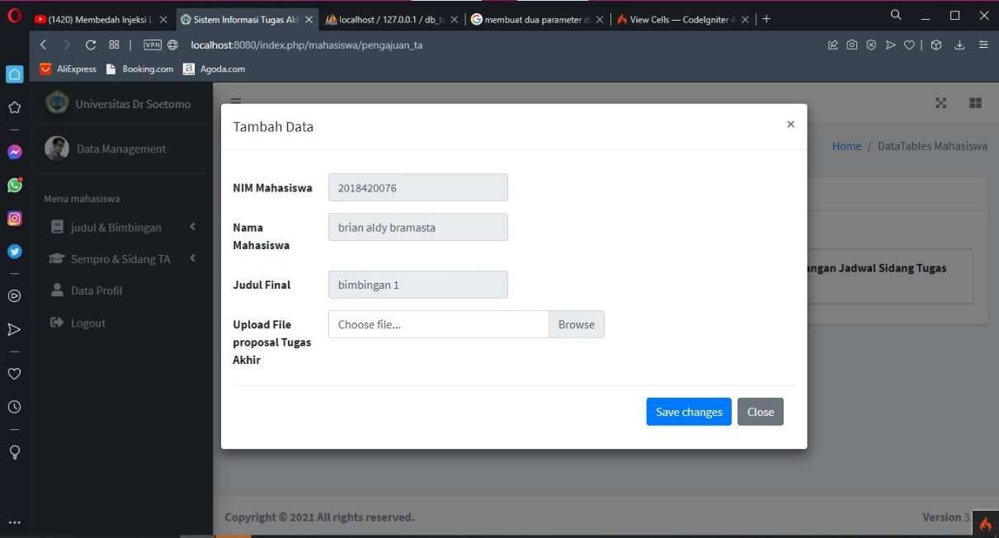 (1420) Membedah Injeksi L
Sistem Informasi Tugas Ak
localhost / 127.0.0.1 / db_t
membuat dua parameter d
View Cells — CodeIgniter 4
VPN
localhost:8080/index.php/mahasiswa/pengajuan_ta
AliExpress
Booking.com
Agoda.com
Universitas Dr Soetomo
Data Management
Home / DataTables Mahasiswa
Menu mahasiswa
judul & Bimbingan
Sempro & Sidang TA
Data Profil
Logout
Tambah Data
×
NIM Mahasiswa
2018420076
Nama
Mahasiswa
brian aldy bramasta
Judul Final
bimbingan 1
Upload File
proposal Tugas
Akhir
Choose file...
Browse
angan Jadwal Sidang Tugas
Save changes
Close
Copyright © 2021 All rights reserved.
Version 3.